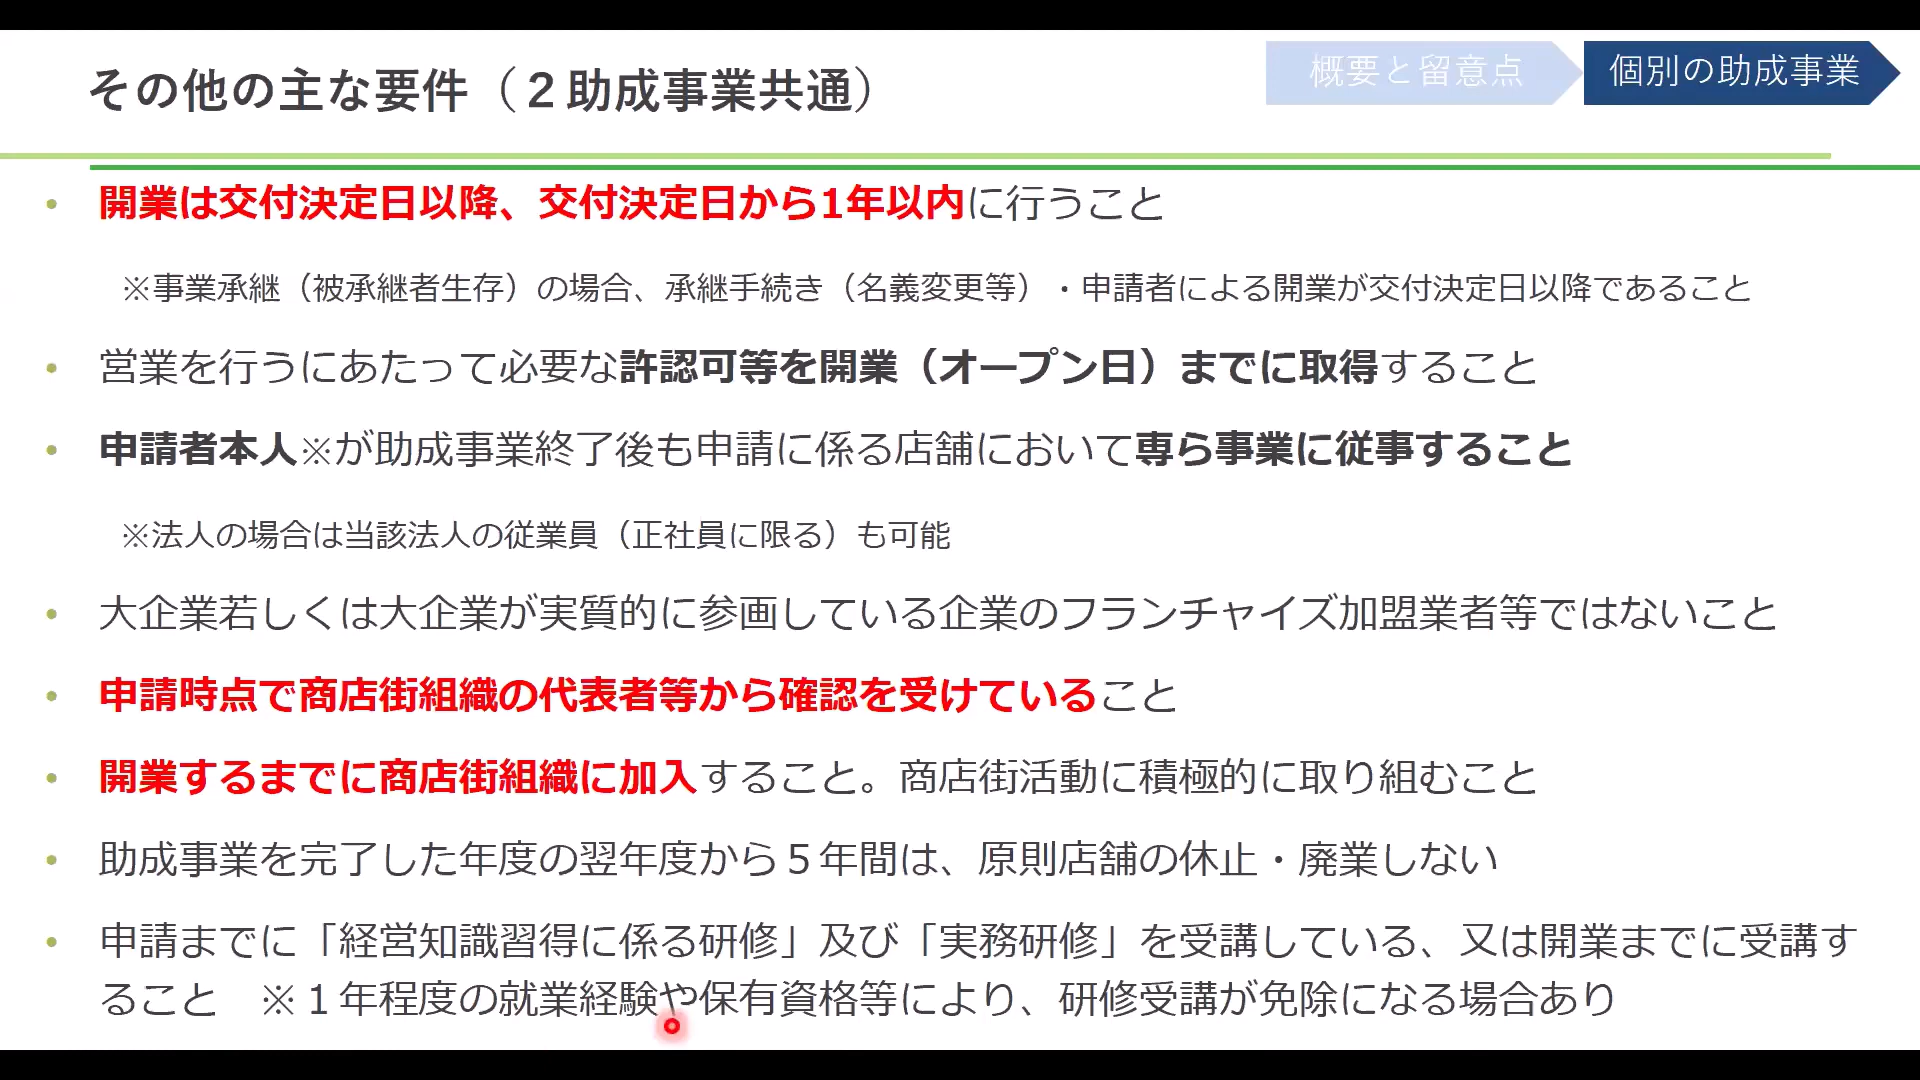 その他の主な要件（２助成事業共通）
概要と留意点
個別の助成事業
• 開業は交付決定日以降、交付決定日から1年以内に行うこと
※事業承継（被承継者生存）の場合、承継手続き（名義変更等）・申請者による開業が交付決定日以降であること
• 営業を行うにあたって必要な許認可等を開業（オープン日）までに取得すること
• 申請者本人※が助成事業終了後も申請に係る店舗において専ら事業に従事すること
※法人の場合は当該法人の従業員（正社員に限る）も可能
• 大企業若しくは大企業が実質的に参画している企業のフランチャイズ加盟業者等ではないこと
• 申請時点で商店街組織の代表者等から確認を受けていること
• 開業するまでに商店街組織に加入すること。商店街活動に積極的に取り組むこと
• 助成事業を完了した年度の翌年度から５年間は、原則店舗の休止・廃業しない
• 申請までに「経営知識習得に係る研修」及び「実務研修」を受講している、又は開業までに受講す
ること　※１年程度の就業経験や保有資格等により、研修受講が免除になる場合あり